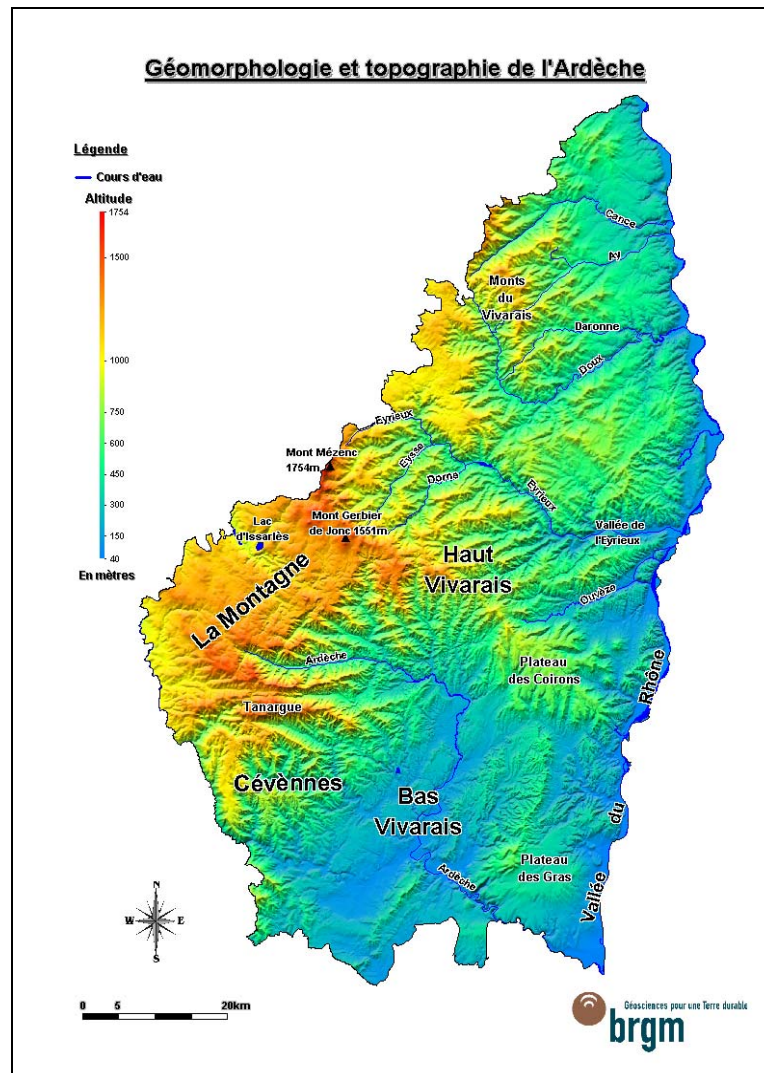 Géomorphologie et topographie de l'Ardèche
Légende
Cours d'eau
Altitude
1754
1500
1000
750
600
450
300
150
40
En mètres
Cance
Ay
Monts
du
Vivarais
Daronne
Doux
Eyrieux
Mont Mézenc
1754m
Eysse
Dorne
Eyrieux
Mont Gerbier
de Jonc 1551m
Lac
d'Issarlès
Vallée de
l'Eyrieux
Haut
Vivarais
La Montagne
Ouvèze
Ardèche
Plateau
des Coirons
Tanargue
Cévènnes
Bas
Vivarais
Plateau
des Gras
Ardèche
Vallée du Rhône
N
W E
S
0 5 20km
Géosciences pour une Terre durable
brgm